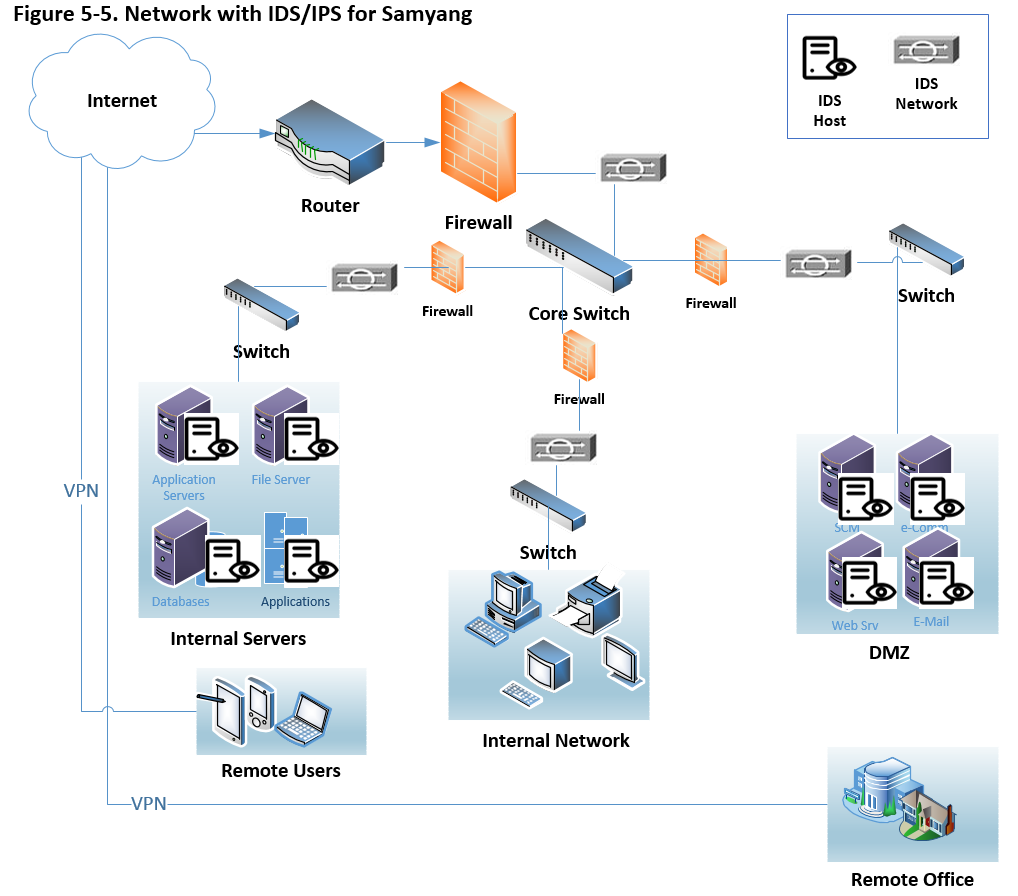 Figure 5-5. Network with IDS/IPS for Samyang
Internet
IDS
Host
IDS
Network
Router
Firewall
Firewall
Core Switch
Firewall
Switch
Switch
Firewall
Application
Servers
File Server
VPN
SCM
e-Comm
Switch
Databases
Applications
Web Srv
E-Mail
Internal Servers
DMZ
Internal Network
Remote Users
VPN
Remote Office